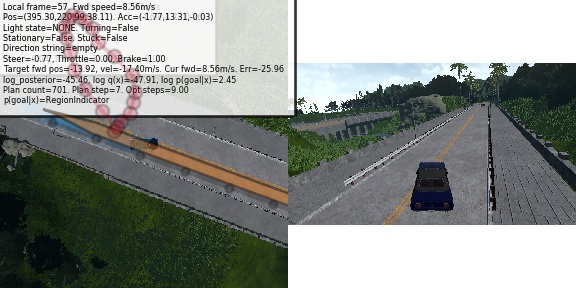 Local frame=57. Fwd speed=8.56m/s
Pos=(395.30,220.99,38.11). Acc=(-1.77,13.31,-0.03)
Light state=NONE. Turning=False
Stationary=False, Stuck=False
Direction string=empty
Steer=-0.77, Throttle=0.00, Brake=1.00
Target fwd pos=-13.92, vel=-17.40m/s. Cur fwd=8.56m/s. Err=-25.96
log_posterior=-45.46, log q(x)=-47.91, log p(goal|x)=2.45
Plan count=701. Plan step=7. Opt steps=9.00
p(goal|x)=RegionIndicator